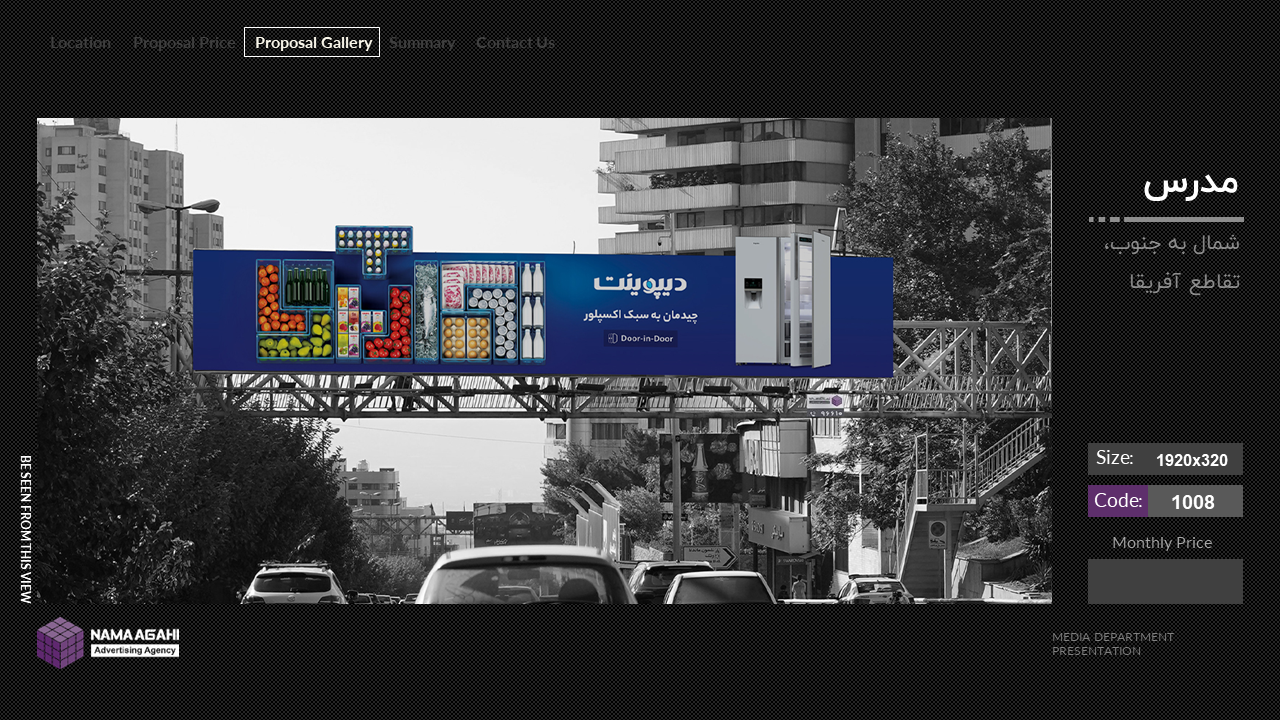 Location
Proposal Price
Proposal Gallery
Summary
Contact Us
مدرس
شمال به جنوب،
تقاطع آفریقا
دیپوینت
چیدمان به سبک اکسپلور
Door-in-Door
۹۶۶۱۰
Size: 1920x320
Code: 1008
Monthly Price
BE SEEN FROM THIS VIEW
NAMA AGAHI
Advertising Agency
MEDIA DEPARTMENT
PRESENTATION